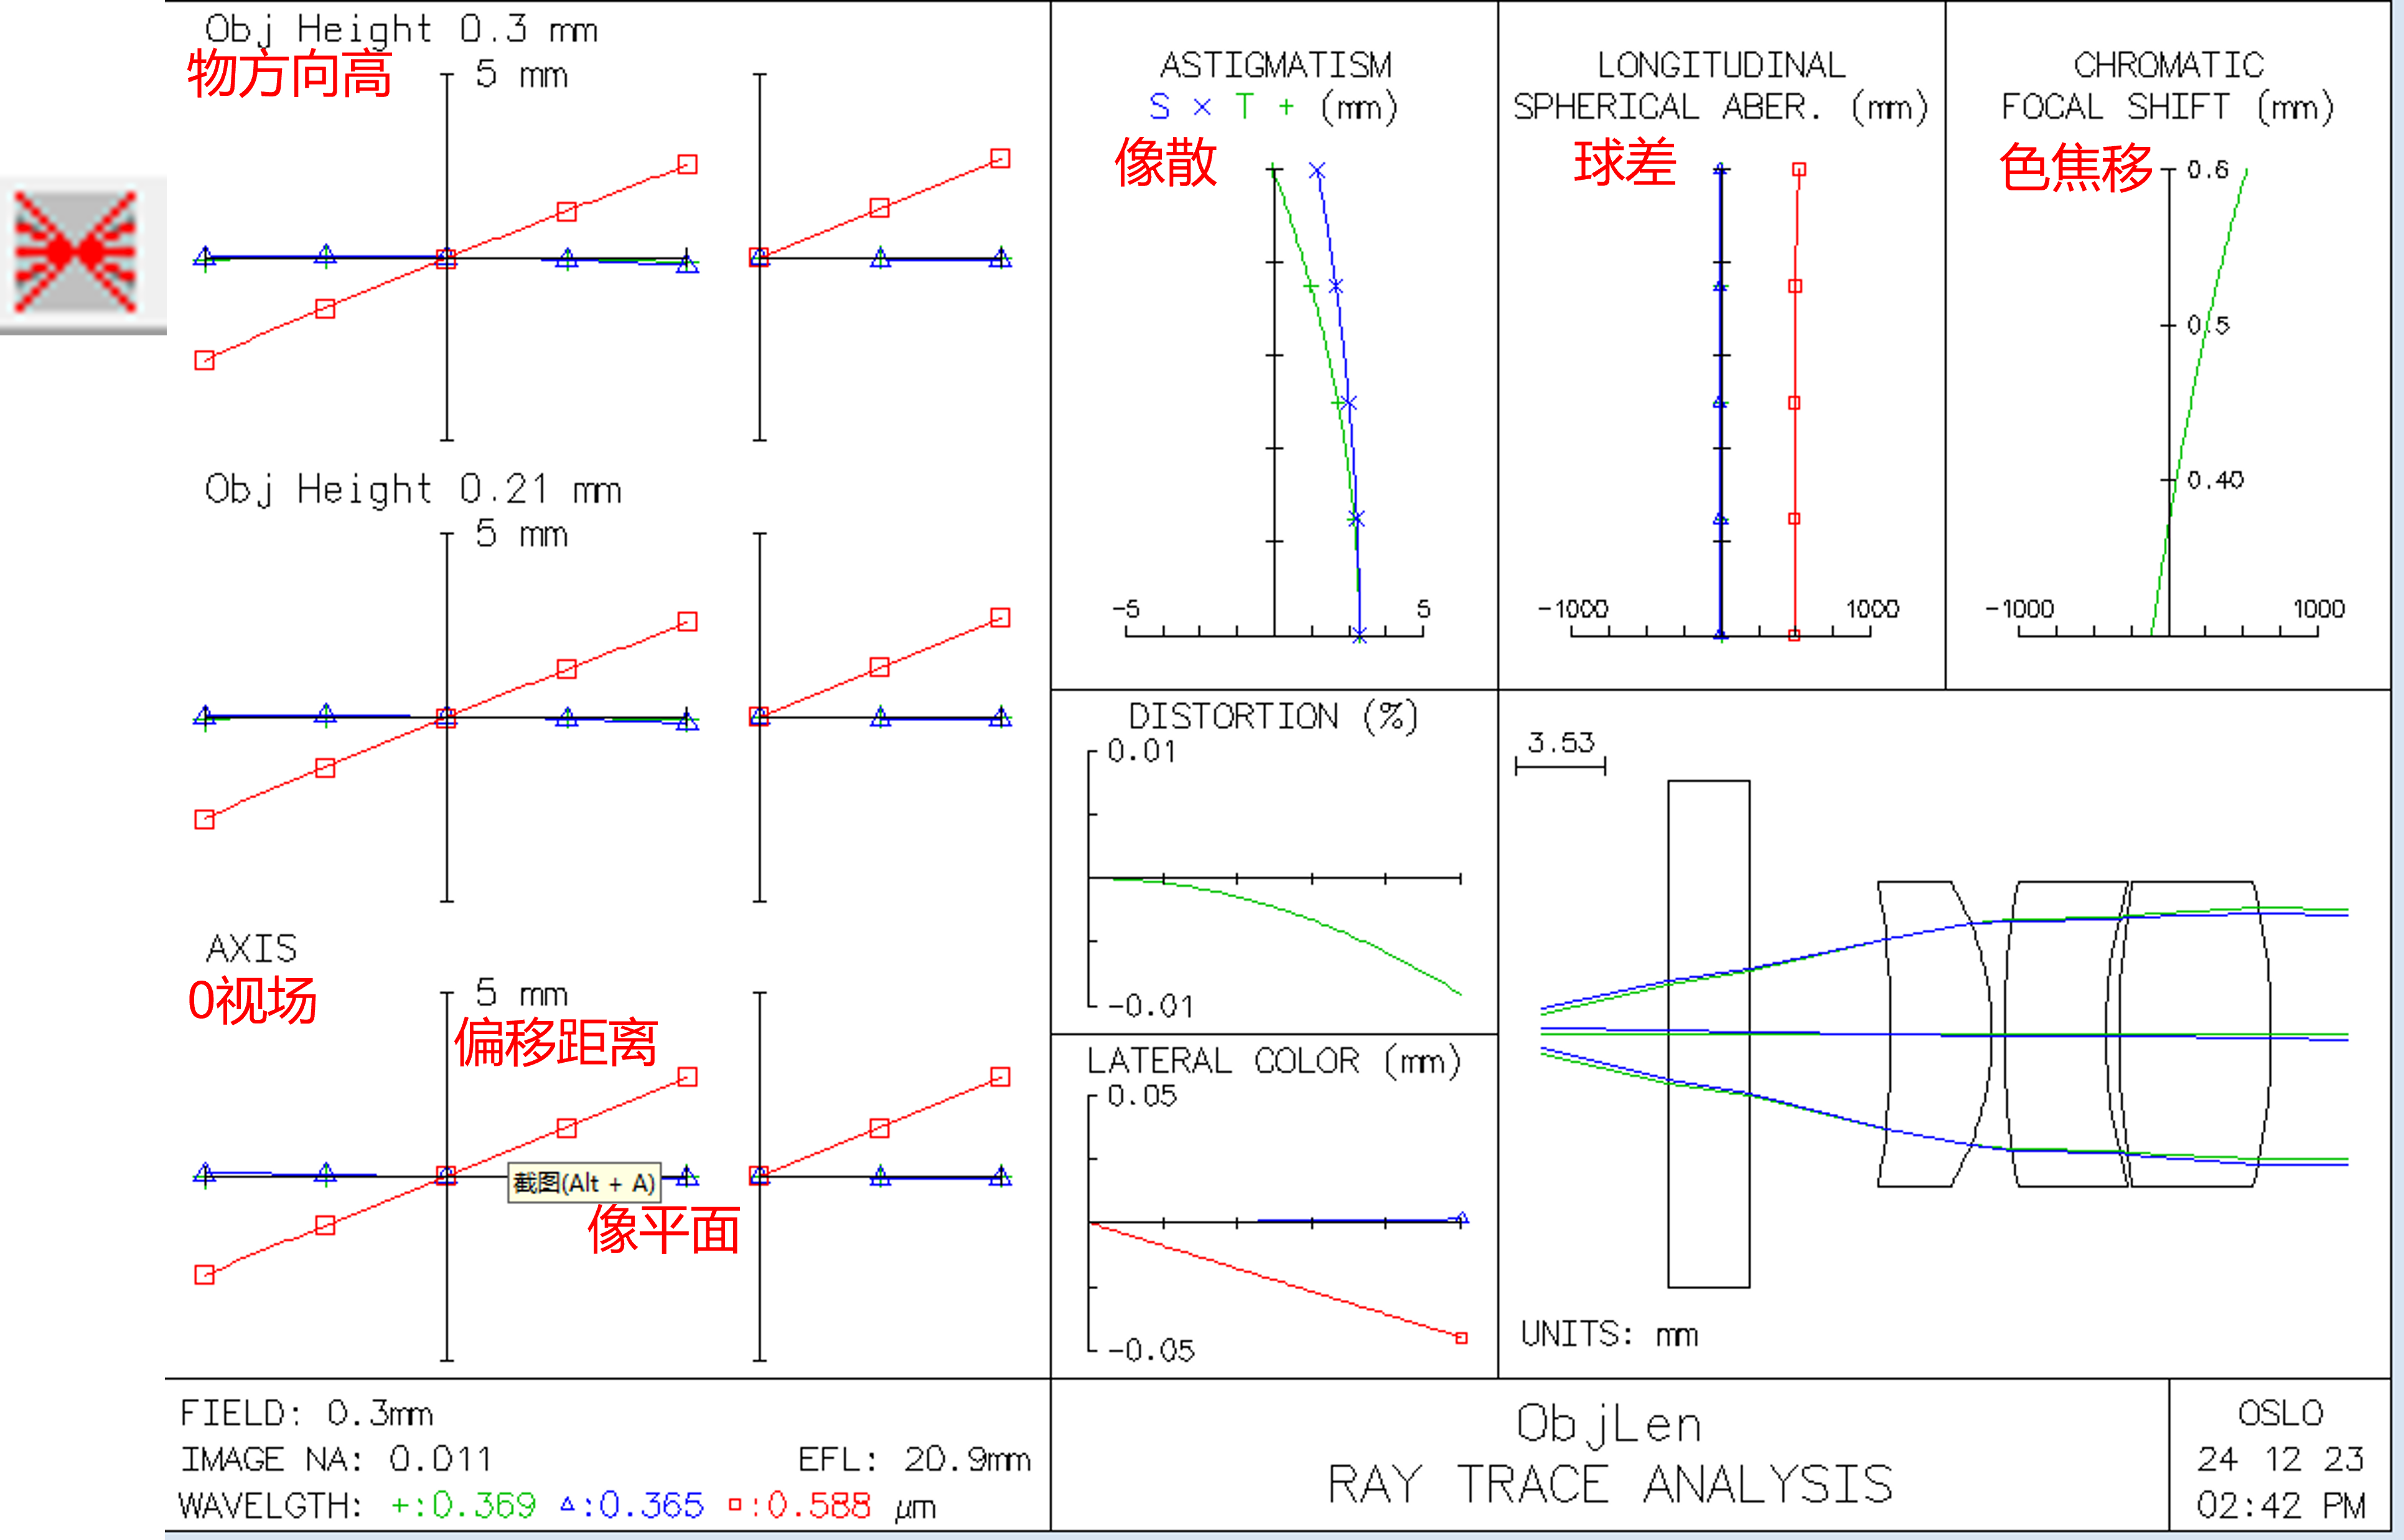 Obj Height 0.3 mm
物方向高
5 mm
Obj Height 0.21 mm
5 mm
AXIS
0视场
5 mm
偏移距离
截图(Alt + A)
像平面
ASTIGMATISM
S × T + (mm)
像散
-5
5
LONGITUDINAL
SPHERICAL ABER. (mm)
球差
-1000
1000
CHROMATIC
FOCAL SHIFT (mm)
色焦移
0.6
0.5
0.40
-1000
1000
DISTORTION (%)
0.01
-0.01
LATERAL COLOR (mm)
0.05
-0.05
3.53
UNITS: mm
FIELD: 0.3mm
IMAGE NA: 0.011
EFL: 20.9mm
WAVELGTH: +:0.369 △:0.365 □:0.588 µm
ObjLen
RAY TRACE ANALYSIS
OSLO
24 12 23
02:42 PM